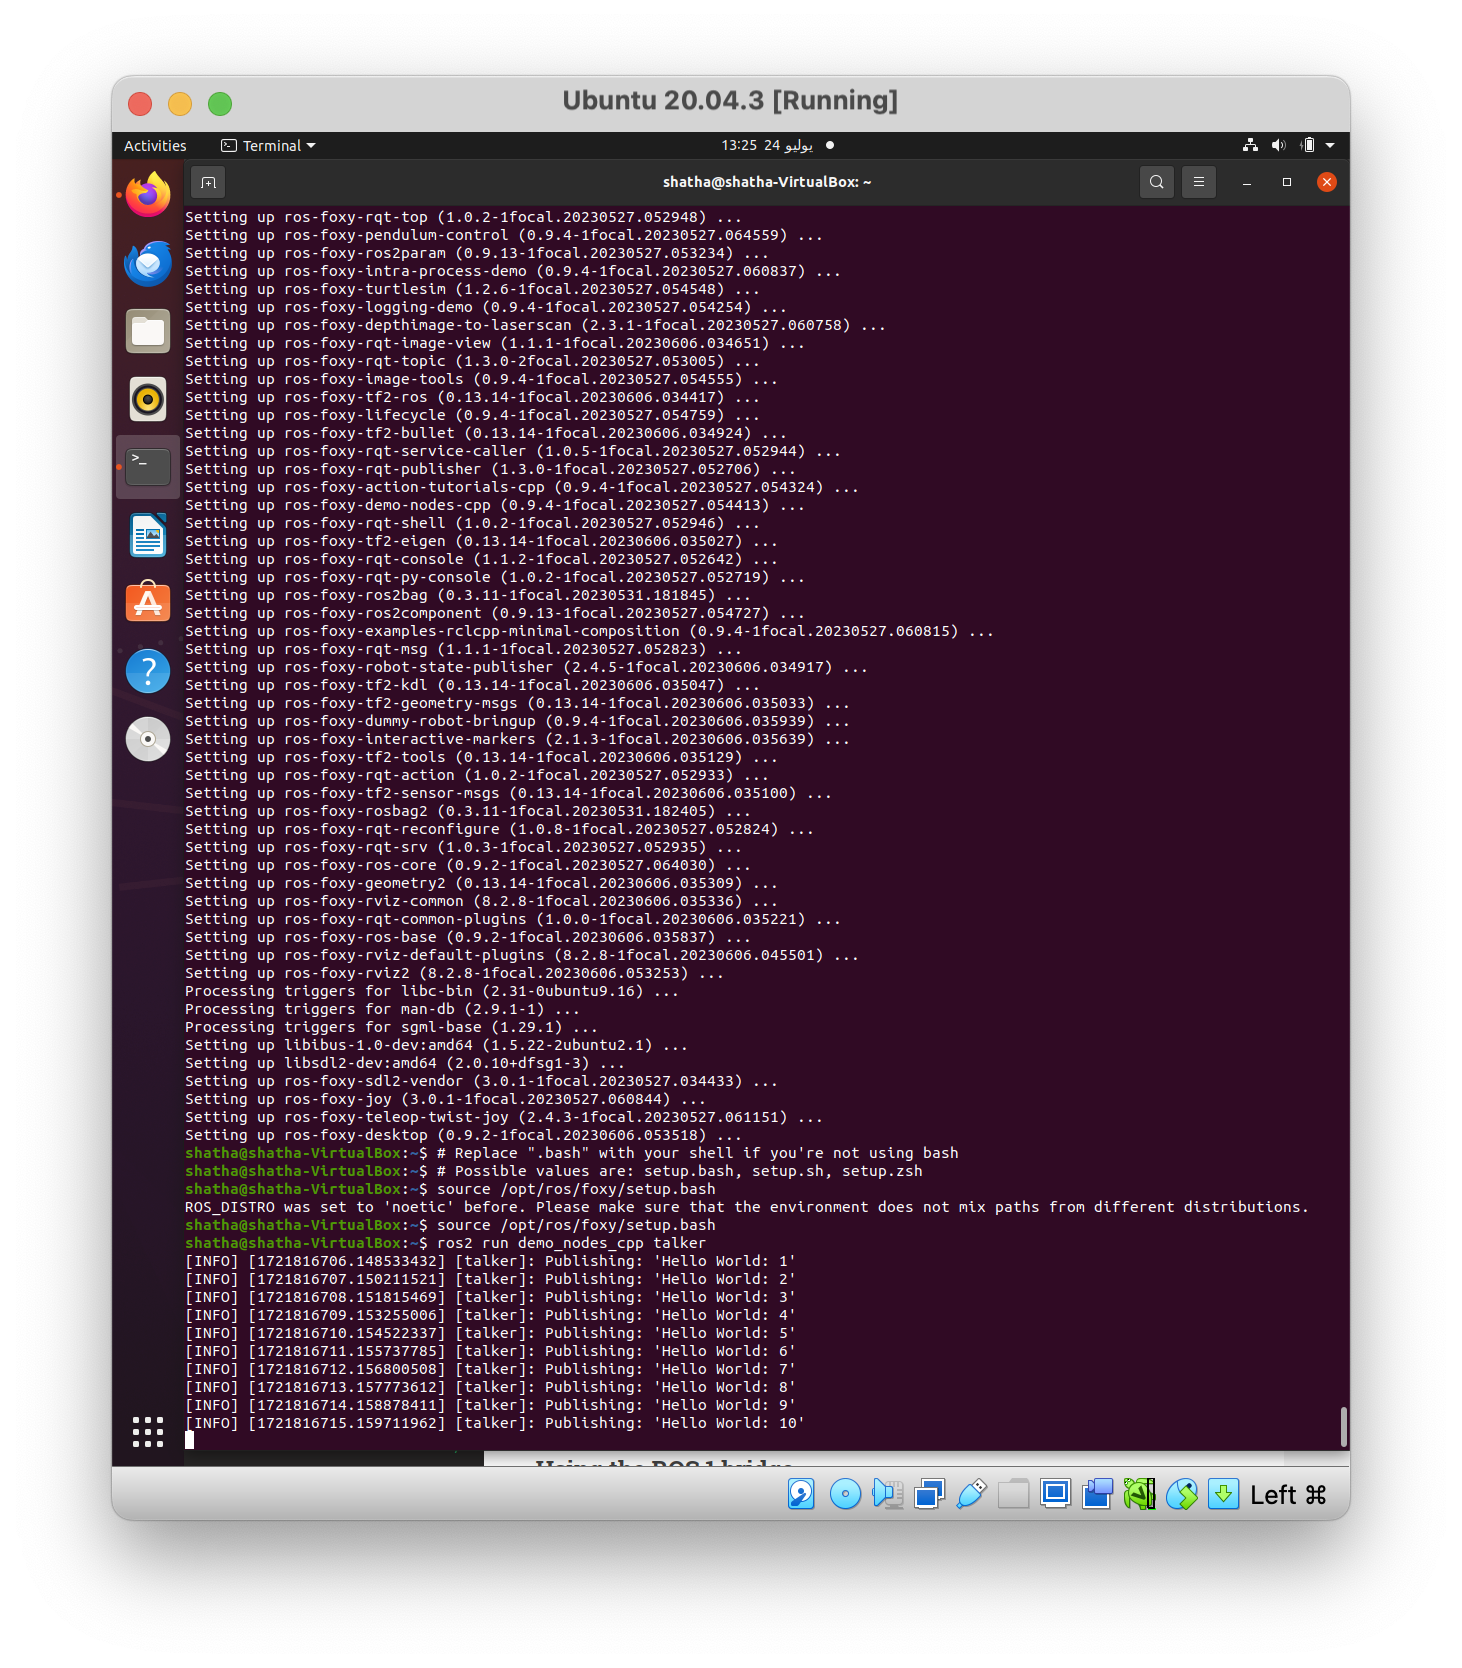 Ubuntu 20.04.3 [Running]
Activities Terminal 13:25 24 يوليو
shatha@shatha-VirtualBox: ~
Setting up ros-foxy-rqt-top (1.0.2-1focal.20230527.052948) ...
Setting up ros-foxy-pendulum-control (0.9.4-1focal.20230527.064559) ...
Setting up ros-foxy-ros2param (0.9.13-1focal.20230527.053234) ...
Setting up ros-foxy-intra-process-demo (0.9.4-1focal.20230527.060837) ...
Setting up ros-foxy-turtlesim (1.2.6-1focal.20230527.054548) ...
Setting up ros-foxy-logging-demo (0.9.4-1focal.20230527.054254) ...
Setting up ros-foxy-depthimage-to-laserscan (2.3.1-1focal.20230527.060758) ...
Setting up ros-foxy-rqt-image-view (1.1.1-1focal.20230606.034651) ...
Setting up ros-foxy-rqt-topic (1.3.0-2focal.20230527.053005) ...
Setting up ros-foxy-image-tools (0.9.4-1focal.20230527.054555) ...
Setting up ros-foxy-tf2-ros (0.13.14-1focal.20230606.034417) ...
Setting up ros-foxy-lifecycle (0.9.4-1focal.20230527.054759) ...
Setting up ros-foxy-tf2-bullet (0.13.14-1focal.20230606.034924) ...
Setting up ros-foxy-rqt-service-caller (1.0.5-1focal.20230527.052944) ...
Setting up ros-foxy-rqt-publisher (1.3.0-1focal.20230527.052706) ...
Setting up ros-foxy-action-tutorials-cpp (0.9.4-1focal.20230527.054324) ...
Setting up ros-foxy-demo-nodes-cpp (0.9.4-1focal.20230527.054413) ...
Setting up ros-foxy-rqt-shell (1.0.2-1focal.20230527.052946) ...
Setting up ros-foxy-tf2-eigen (0.13.14-1focal.20230606.035027) ...
Setting up ros-foxy-rqt-console (1.1.2-1focal.20230527.052642) ...
Setting up ros-foxy-rqt-py-console (1.0.2-1focal.20230527.052719) ...
Setting up ros-foxy-ros2bag (0.3.11-1focal.20230531.181845) ...
Setting up ros-foxy-ros2component (0.9.13-1focal.20230527.054727) ...
Setting up ros-foxy-examples-rclcpp-minimal-composition (0.9.4-1focal.20230527.060815) ...
Setting up ros-foxy-rqt-msg (1.1.1-1focal.20230527.052823) ...
Setting up ros-foxy-robot-state-publisher (2.4.5-1focal.20230606.034917) ...
Setting up ros-foxy-tf2-kdl (0.13.14-1focal.20230606.035047) ...
Setting up ros-foxy-tf2-geometry-msgs (0.13.14-1focal.20230606.035033) ...
Setting up ros-foxy-dummy-robot-bringup (0.9.4-1focal.20230606.035939) ...
Setting up ros-foxy-interactive-markers (2.1.3-1focal.20230606.035639) ...
Setting up ros-foxy-tf2-tools (0.13.14-1focal.20230606.035129) ...
Setting up ros-foxy-rqt-action (1.0.2-1focal.20230527.052933) ...
Setting up ros-foxy-tf2-sensor-msgs (0.13.14-1focal.20230606.035100) ...
Setting up ros-foxy-rosbag2 (0.3.11-1focal.20230531.182405) ...
Setting up ros-foxy-rqt-reconfigure (1.0.8-1focal.20230527.052824) ...
Setting up ros-foxy-rqt-srv (1.0.3-1focal.20230527.052935) ...
Setting up ros-foxy-ros-core (0.9.2-1focal.20230527.064030) ...
Setting up ros-foxy-geometry2 (0.13.14-1focal.20230606.035309) ...
Setting up ros-foxy-rviz-common (8.2.8-1focal.20230606.035336) ...
Setting up ros-foxy-rqt-common-plugins (1.0.0-1focal.20230606.035221) ...
Setting up ros-foxy-ros-base (0.9.2-1focal.20230606.035837) ...
Setting up ros-foxy-rviz-default-plugins (8.2.8-1focal.20230606.045501) ...
Setting up ros-foxy-rviz2 (8.2.8-1focal.20230606.053253) ...
Processing triggers for libc-bin (2.31-0ubuntu9.16) ...
Processing triggers for man-db (2.9.1-1) ...
Processing triggers for sgml-base (1.29.1) ...
Setting up libibus-1.0-dev:amd64 (1.5.22-2ubuntu2.1) ...
Setting up libsdl2-dev:amd64 (2.0.10+dfsg1-3) ...
Setting up ros-foxy-sdl2-vendor (3.0.1-1focal.20230527.034433) ...
Setting up ros-foxy-joy (3.0.1-1focal.20230527.060844) ...
Setting up ros-foxy-teleop-twist-joy (2.4.3-1focal.20230527.061151) ...
Setting up ros-foxy-desktop (0.9.2-1focal.20230606.053518) ...
shatha@shatha-VirtualBox:~$ # Replace ".bash" with your shell if you're not using bash
shatha@shatha-VirtualBox:~$ # Possible values are: setup.bash, setup.sh, setup.zsh
shatha@shatha-VirtualBox:~$ source /opt/ros/foxy/setup.bash
ROS_DISTRO was set to 'noetic' before. Please make sure that the environment does not mix paths from different distributions.
shatha@shatha-VirtualBox:~$ source /opt/ros/foxy/setup.bash
shatha@shatha-VirtualBox:~$ ros2 run demo_nodes_cpp talker
[INFO] [1721816706.148533432] [talker]: Publishing: 'Hello World: 1'
[INFO] [1721816707.150211521] [talker]: Publishing: 'Hello World: 2'
[INFO] [1721816708.151815469] [talker]: Publishing: 'Hello World: 3'
[INFO] [1721816709.153255006] [talker]: Publishing: 'Hello World: 4'
[INFO] [1721816710.154522337] [talker]: Publishing: 'Hello World: 5'
[INFO] [1721816711.155737785] [talker]: Publishing: 'Hello World: 6'
[INFO] [1721816712.156800508] [talker]: Publishing: 'Hello World: 7'
[INFO] [1721816713.157773612] [talker]: Publishing: 'Hello World: 8'
[INFO] [1721816714.158878411] [talker]: Publishing: 'Hello World: 9'
[INFO] [1721816715.159711962] [talker]: Publishing: 'Hello World: 10'
Using the ROS 1 bridge
Left ⌘